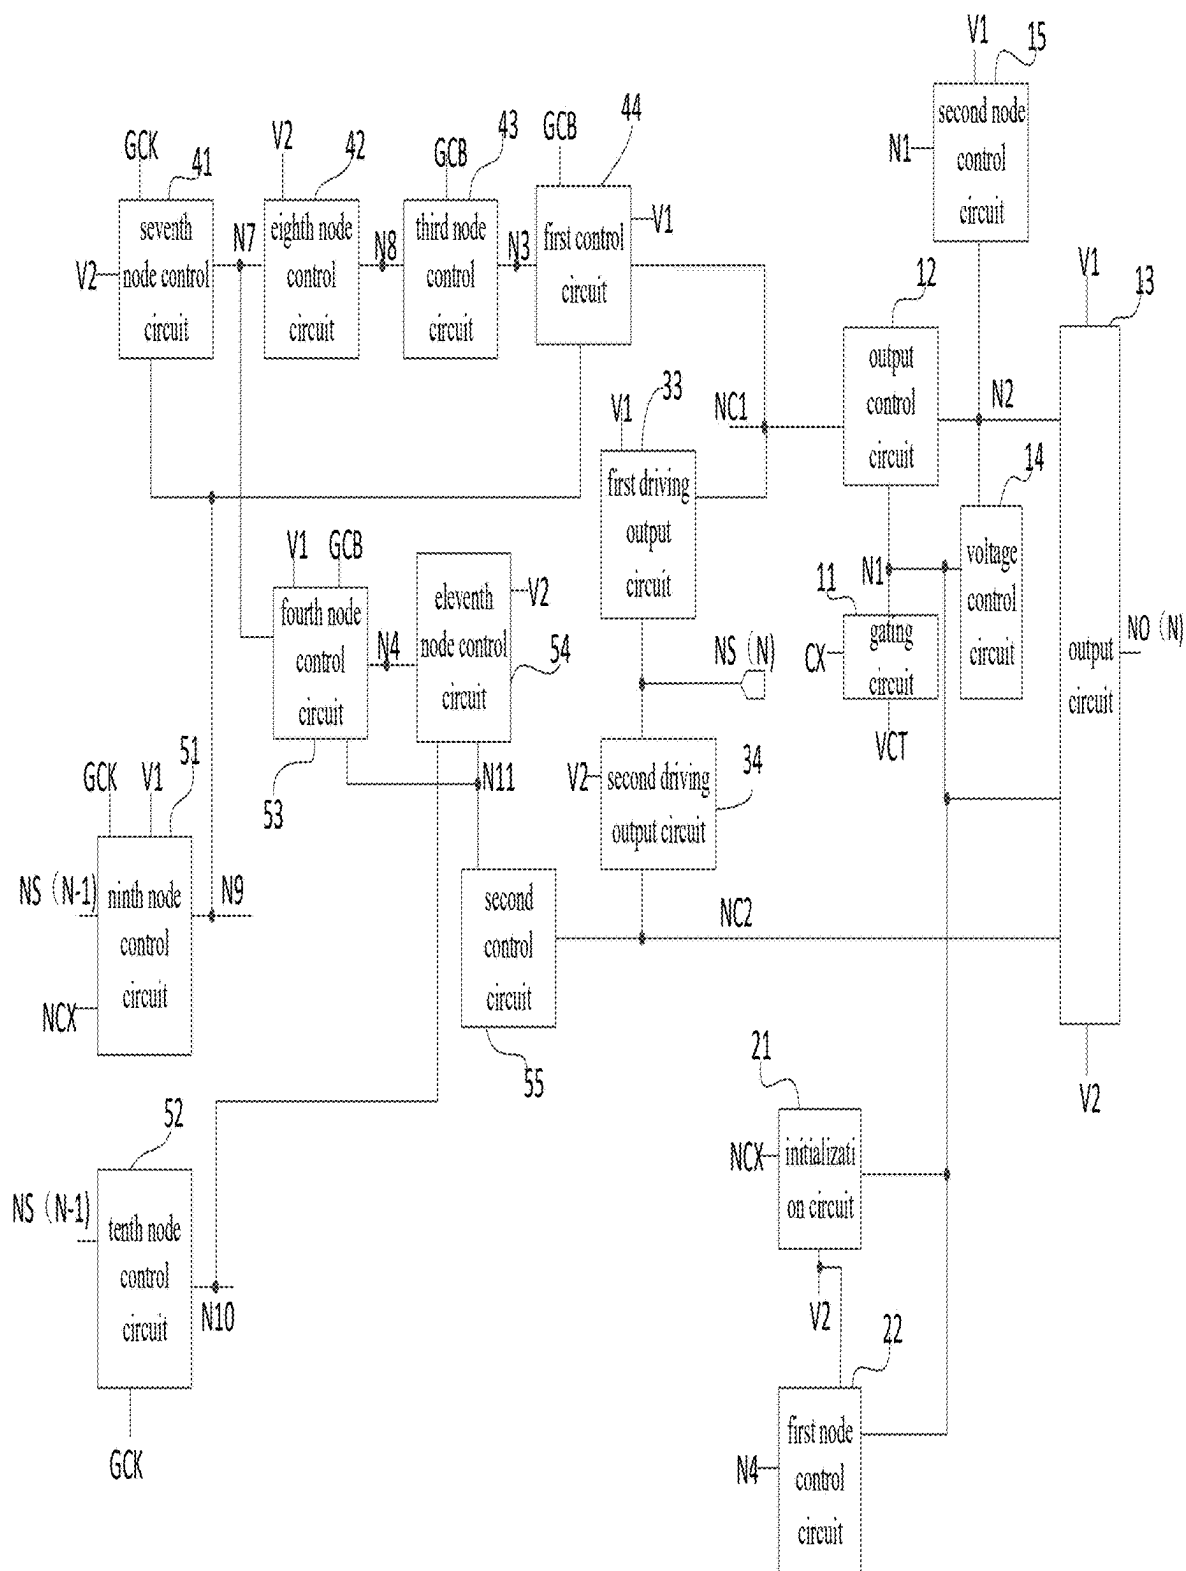 V1
15
second node
control
circuit
N1
GCK
41
seventh
node control
circuit
V2
N7
V2
42
eighth node
control
circuit
N8
GCB
43
third node
control
circuit
N3
GCB
44
first control
circuit
V1
12
output
control
circuit
N2
V1
13
output
circuit
NO (N)
V2
NC1
V1
33
first driving
output
circuit
14
voltage
control
circuit
N1
11
gating
circuit
CX
VCT
V1
GCB
fourth node
control
circuit
53
N4
eleventh
node control
circuit
V2
54
NS (N)
N11
V2
second driving
output circuit
34
GCK
V1
51
NS (N-1)
ninth node
control
circuit
N9
NCX
second
control
circuit
55
NC2
52
NS (N-1)
tenth node
control
circuit
N10
GCK
21
NCX
initializati
on circuit
V2
22
N4
first node
control
circuit